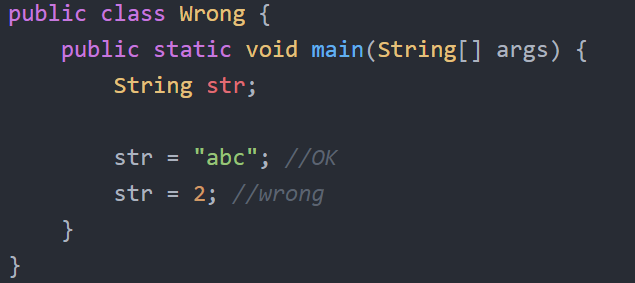 public class Wrong {
    public static void main(String[] args) {
        String str;

        str = "abc"; //OK
        str = 2; //wrong
    }
}